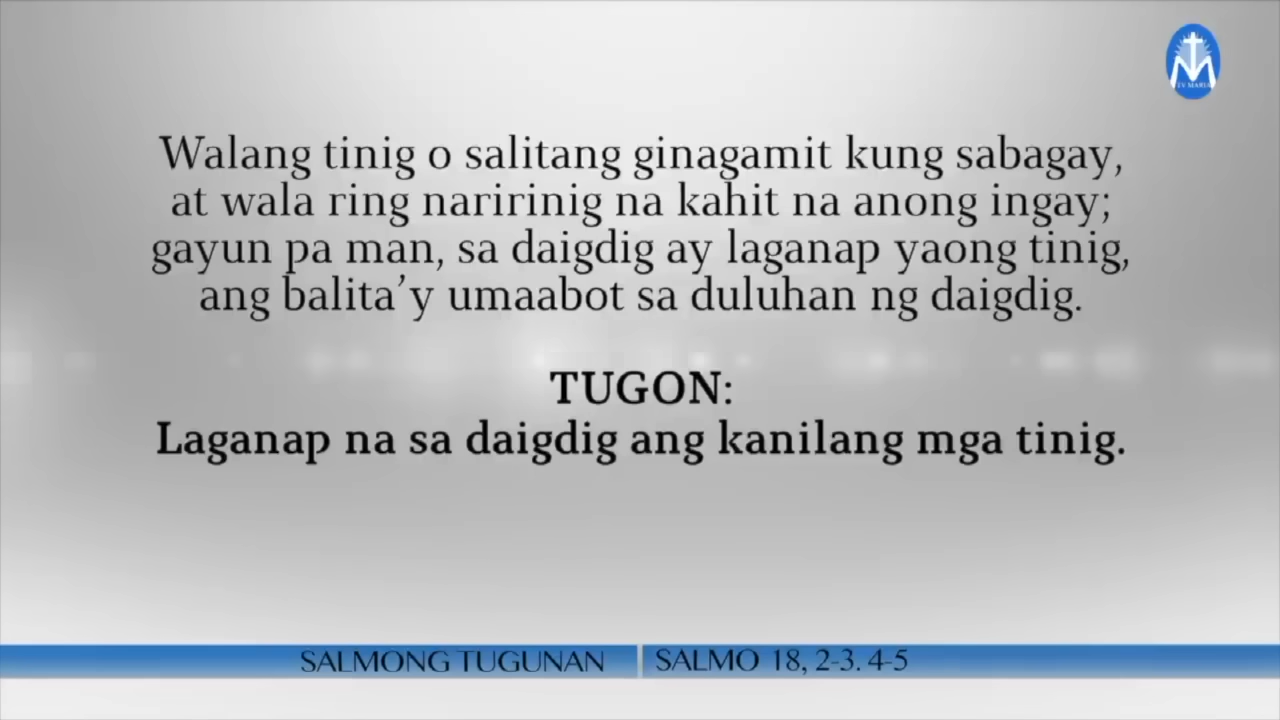 TV MARIA
Walang tinig o salitang ginagamit kung sabagay,
at wala ring naririnig na kahit na anong ingay;
gayun pa man, sa daigdig ay laganap yaong tinig,
ang balita’y umaabot sa duluhan ng daigdig.
TUGON:
Laganap na sa daigdig ang kanilang mga tinig.
SALMONG TUGUNAN SALMO 18, 2-3. 4-5